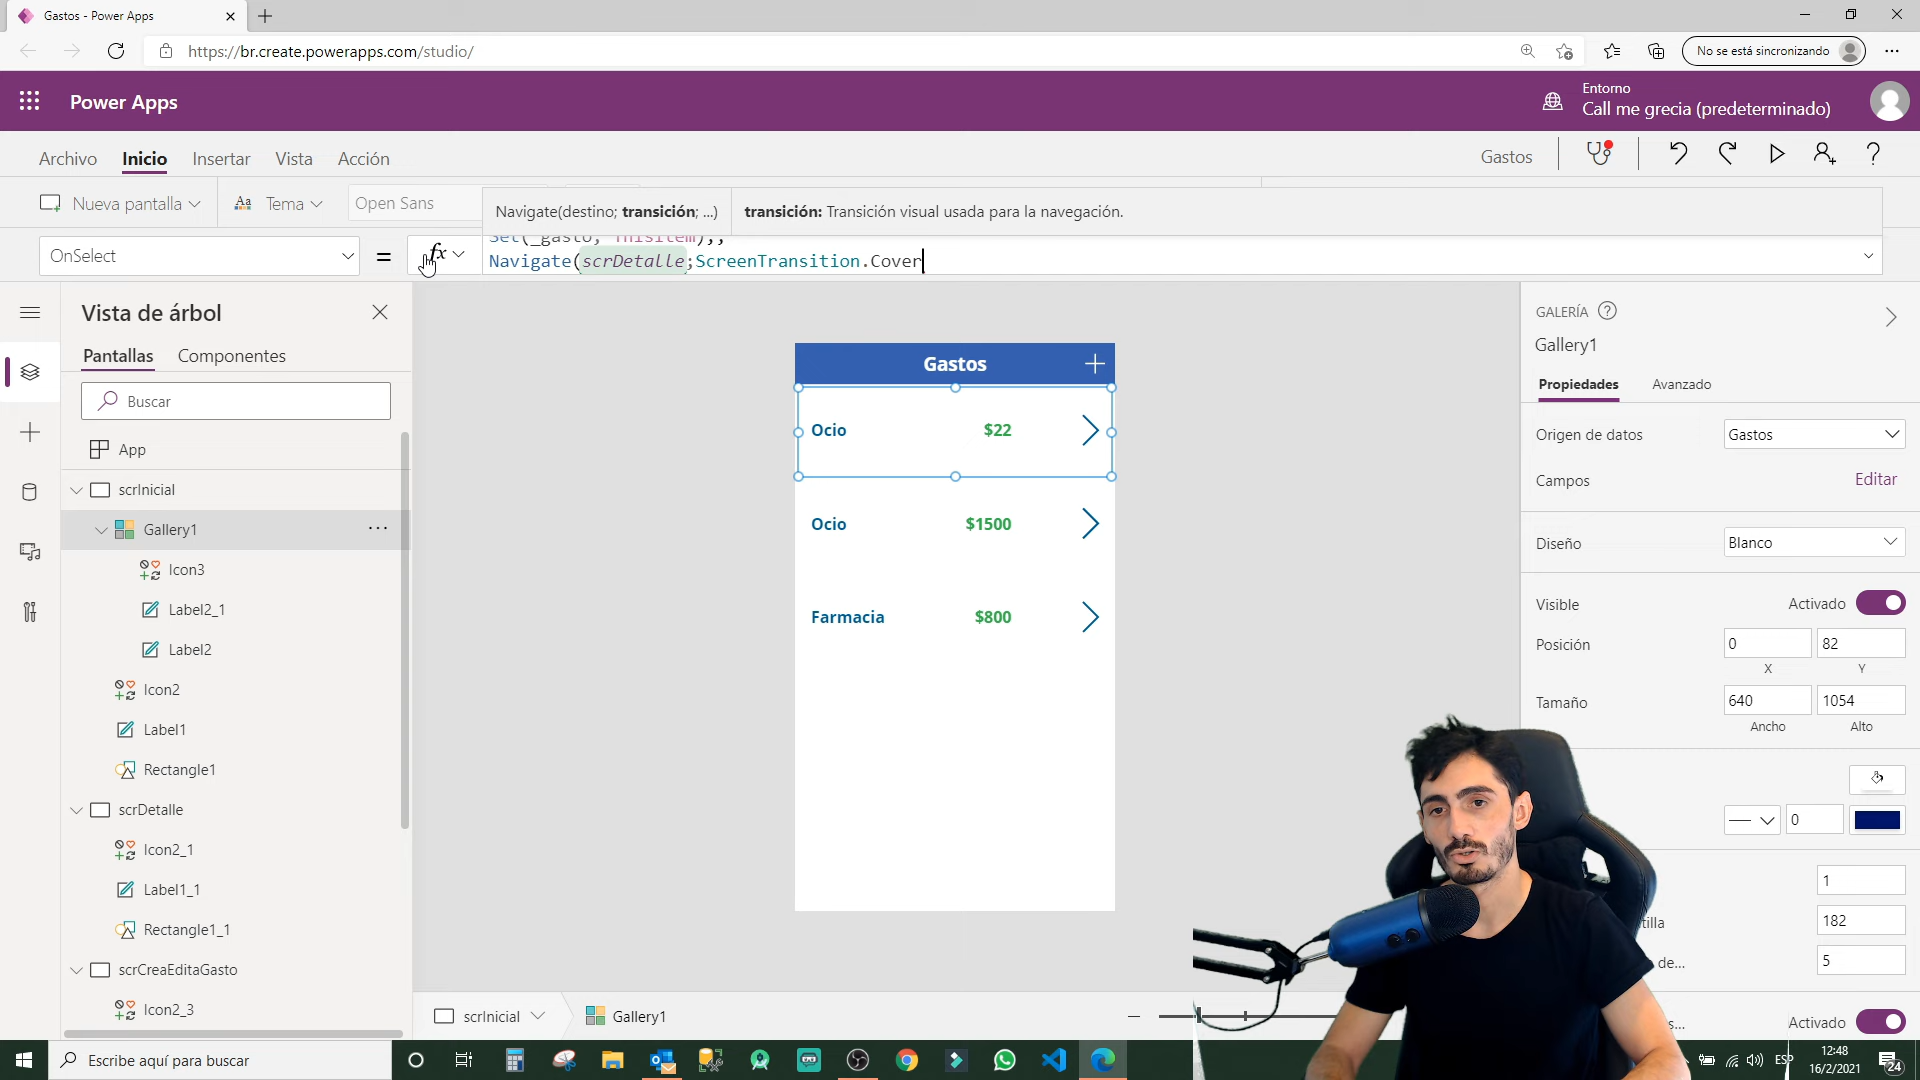 Gastos - Power Apps
https://br.create.powerapps.com/studio/
No se está sincronizando
Power Apps
Entorno
Call me grecia (predeterminado)
Archivo Inicio Insertar Vista Acción
Gastos
Nueva pantalla
Tema
Open Sans
Navigate(destino; transición; ...)
transición: Transición visual usada para la navegación.
OnSelect
=
fx
Set(_gasto; ThisItem);;
Navigate(scrDetalle;ScreenTransition.Cover
Vista de árbol
Pantallas Componentes
Buscar
App
scrInicial
Gallery1
Icon3
Label2_1
Label2
Icon2
Label1
Rectangle1
scrDetalle
Icon2_1
Label1_1
Rectangle1_1
scrCreaEditaGasto
Icon2_3
Gastos
Ocio $22
Ocio $1500
Farmacia $800
GALERÍA
Gallery1
Propiedades Avanzado
Origen de datos Gastos
Campos Editar
Diseño Blanco
Visible Activado
Posición 0 82
X Y
Tamaño 640 1054
Ancho Alto
0
1
tilla 182
de... 5
s... Activado
scrInicial
Gallery1
Escribe aquí para buscar
ESP
12:48
16/2/2021
24